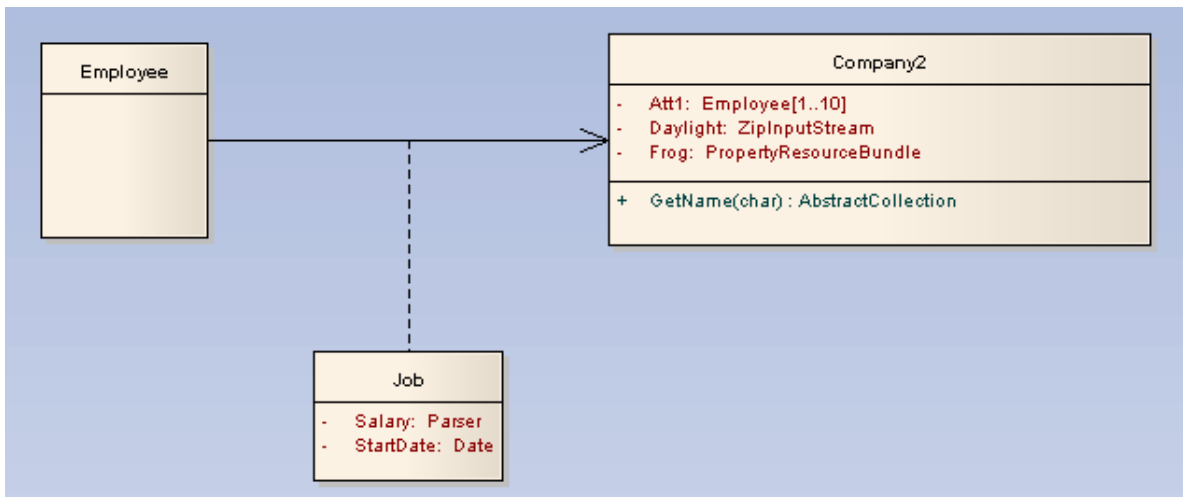 Employee
Company2
- Att1: Employee[1..10]
- Daylight: ZipInputStream
- Frog: PropertyResourceBundle
+ GetName(char) : AbstractCollection
Job
- Salary: Parser
- StartDate: Date